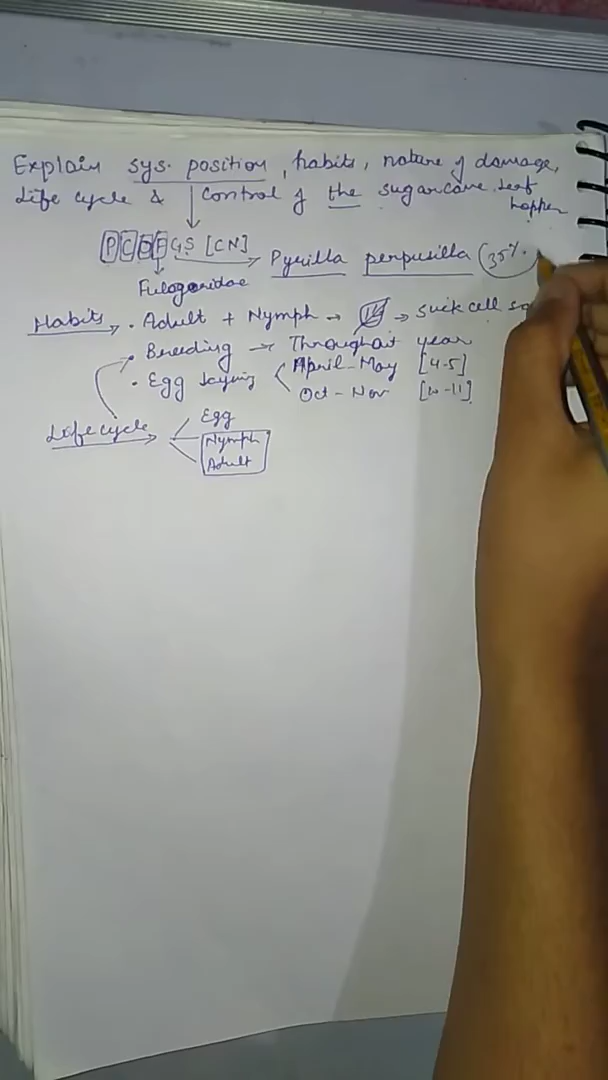 Explain sys. position, habits, nature of damage,
Life cycle & control of the sugarcane leaf
hopper
PCOF GS [CN] Pyrilla perpusilla (35%.
Fulogoridae
Habits • Adult + Nymph → → suck cell
• Breeding → Throughout year
• Egg laying April-May [4-5]
Oct-Nov [10-11]
Life cycle Egg
Nymph
Adult